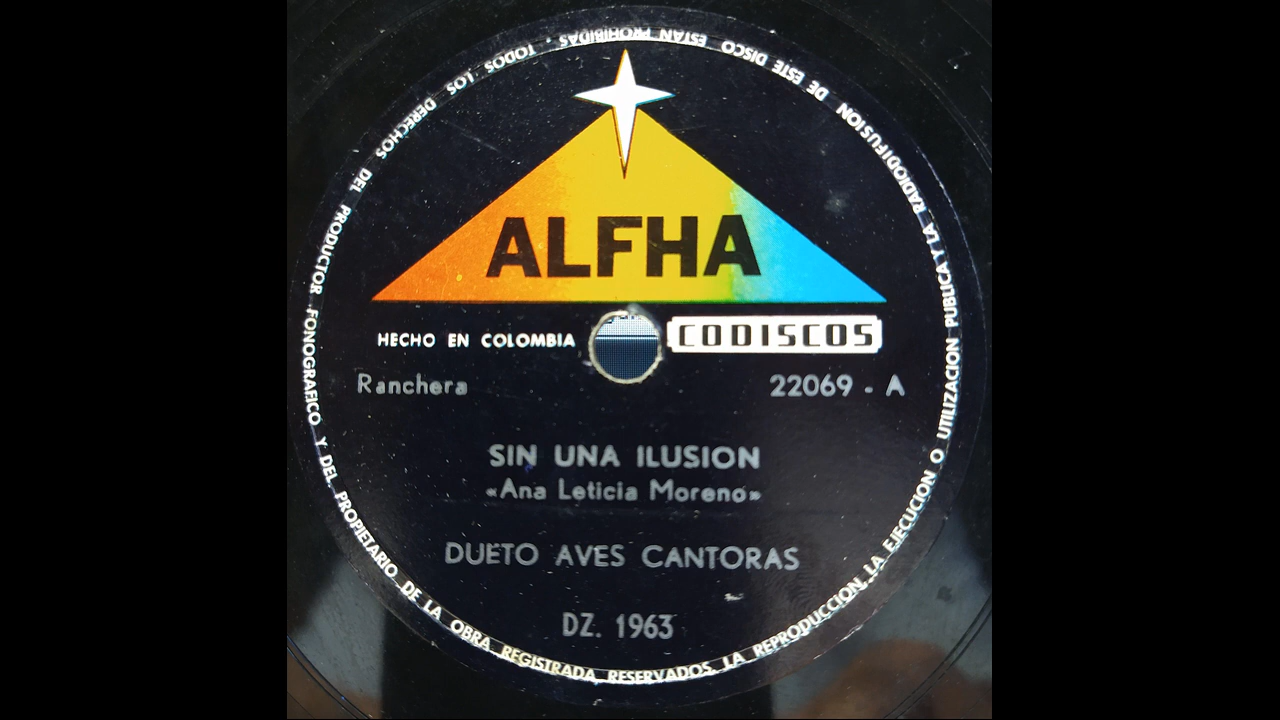 ALFHA
HECHO EN COLOMBIA
CODISCOS
Ranchera
22069 - A
SIN UNA ILUSION
«Ana Leticia Moreno»
DUETO AVES CANTORAS
DZ. 1963
TODOS LOS DERECHOS DEL PRODUCTOR FONOGRAFICO Y DEL PROPIETARIO DE LA OBRA REGISTRADA RESERVADOS. LA REPRODUCCION, LA EJECUCION O UTILIZACION PUBLICA Y LA RADIODIFUSION DE ESTE DISCO ESTAN PROHIBIDAS .